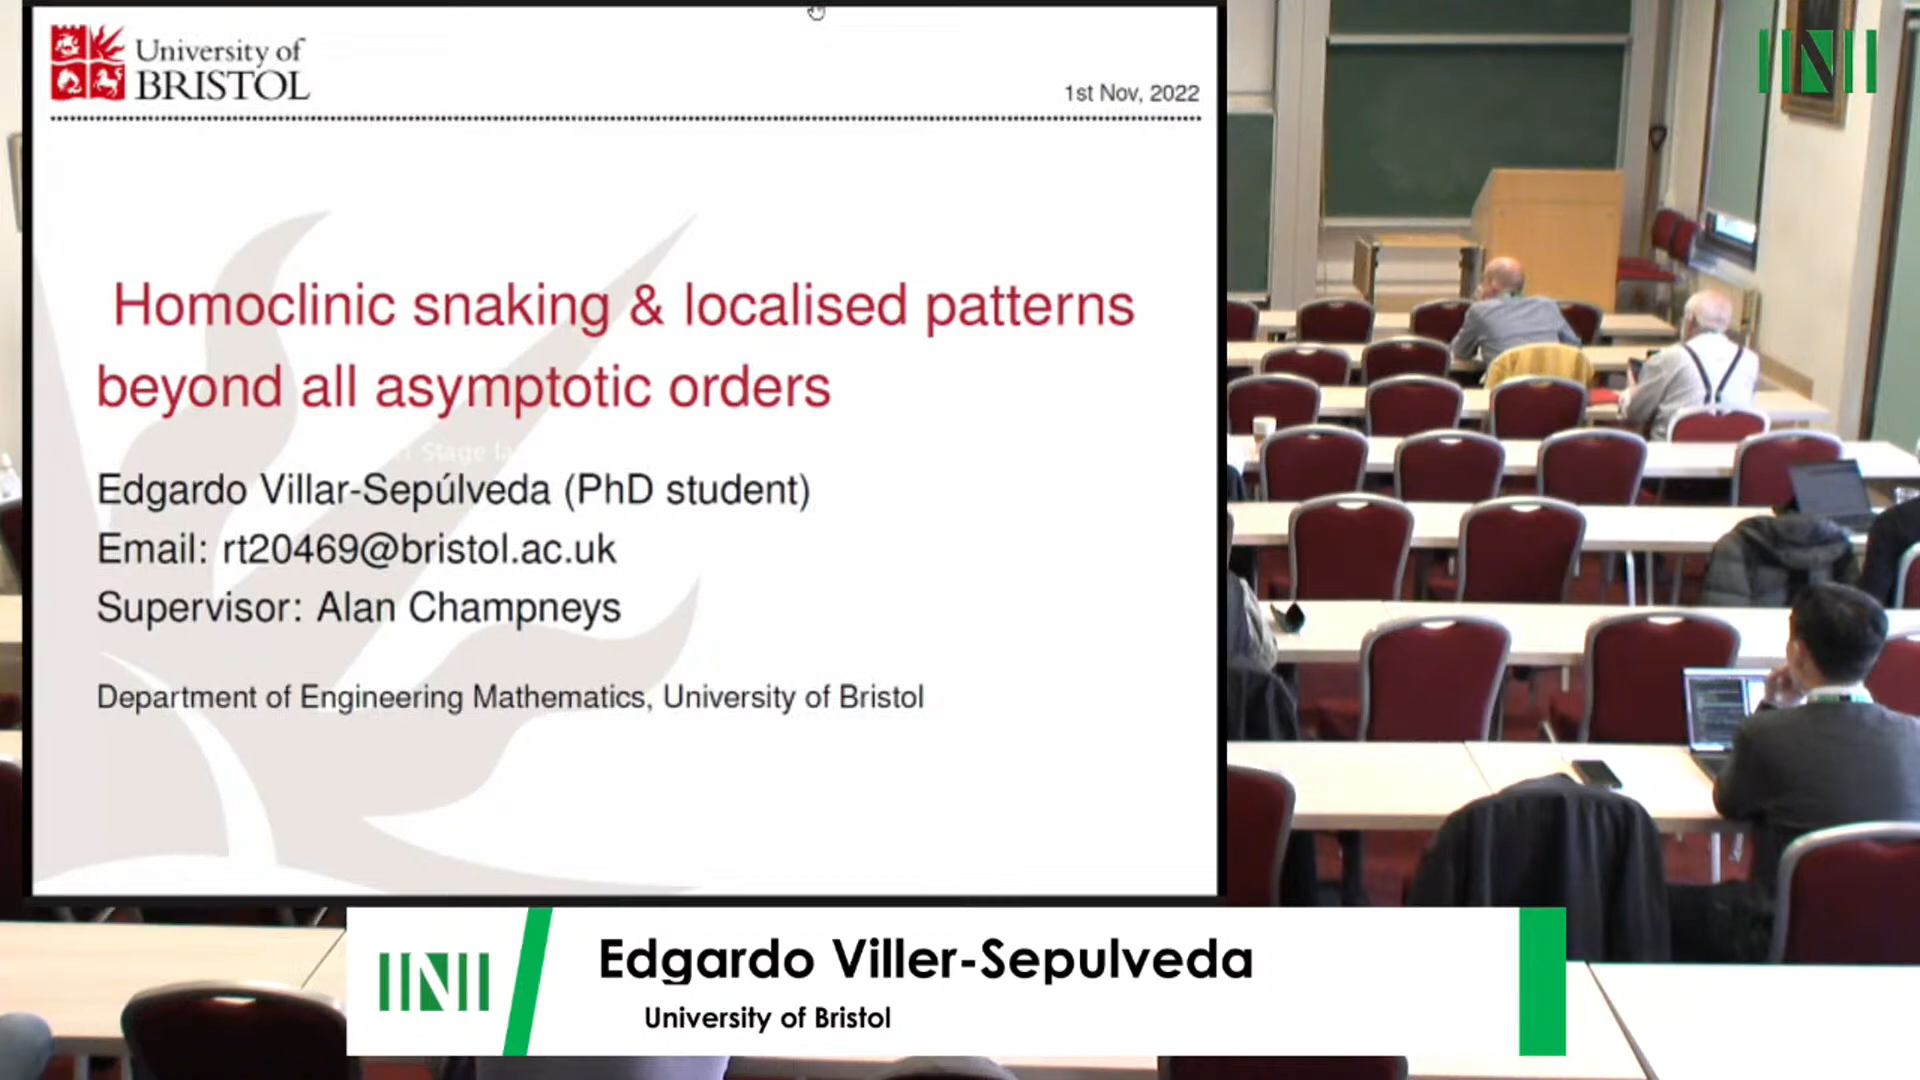 University of
BRISTOL
1st Nov, 2022
Homoclinic snaking & localised patterns
beyond all asymptotic orders
Edgardo Villar-Sepúlveda (PhD student)
Email: rt20469@bristol.ac.uk
Supervisor: Alan Champneys
Department of Engineering Mathematics, University of Bristol
Edgardo Viller-Sepulveda
University of Bristol